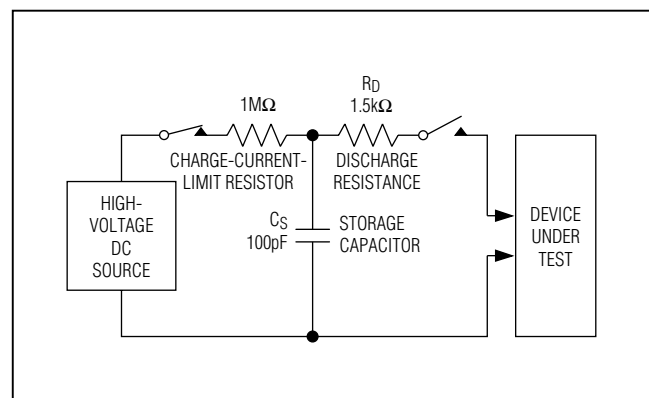 1MΩ
CHARGE-CURRENT-
LIMIT RESISTOR
RD
1.5kΩ
DISCHARGE
RESISTANCE
HIGH-
VOLTAGE
DC
SOURCE
CS
100pF
STORAGE
CAPACITOR
DEVICE
UNDER
TEST